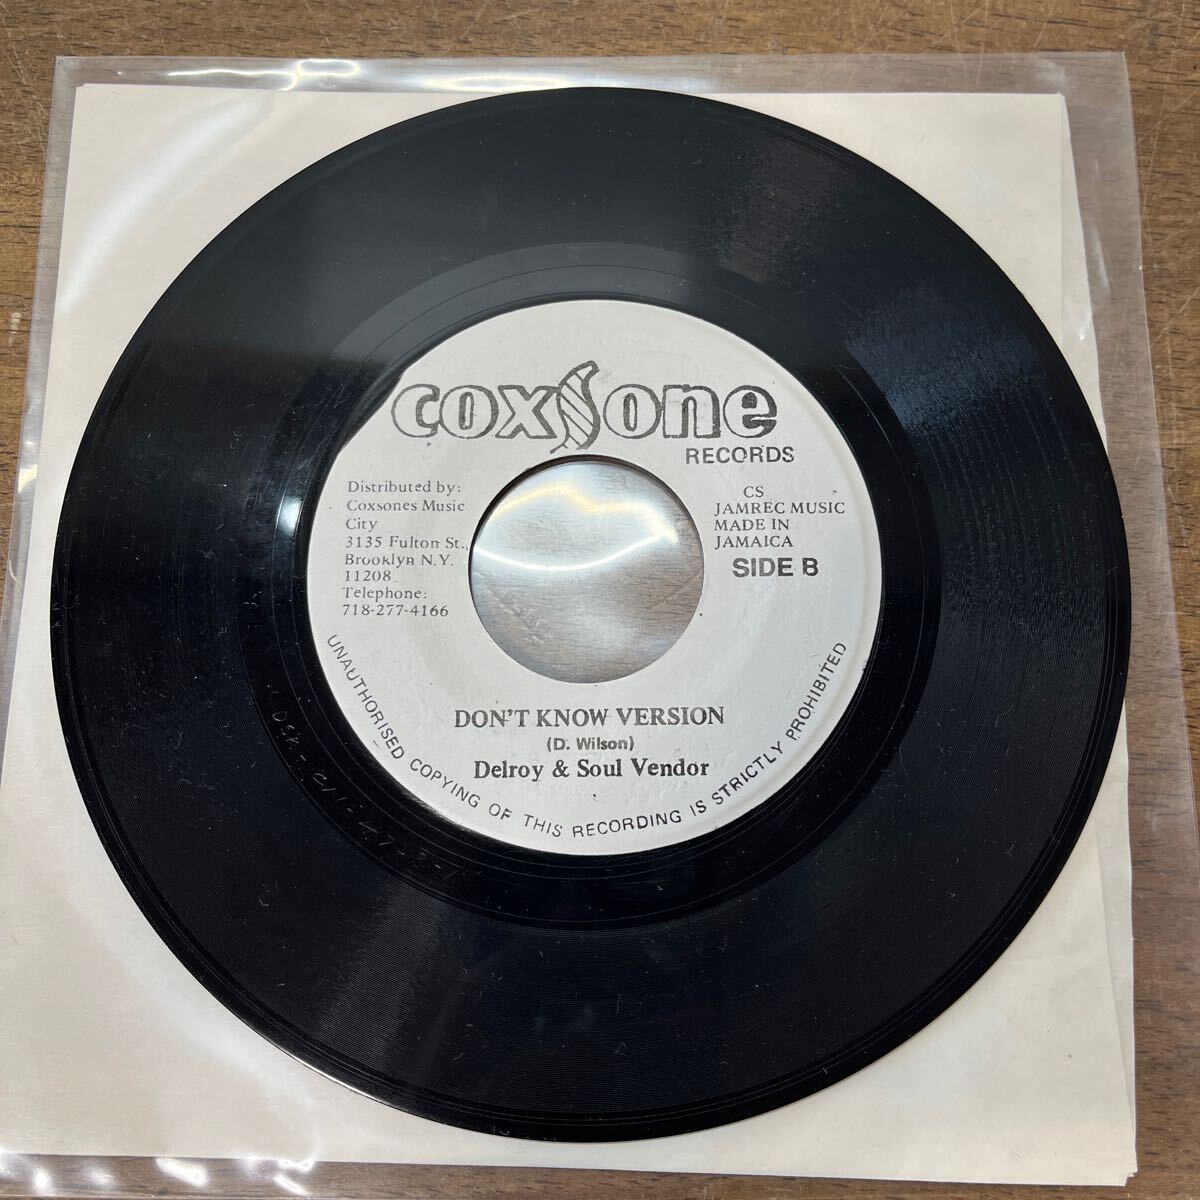 coxsone
RECORDS
Distributed by:
Coxsones Music
City
3135 Fulton St.,
Brooklyn N.Y.
11208
Telephone:
718-277-4166
CS
JAMREC MUSIC
MADE IN
JAMAICA
SIDE B
DON'T KNOW VERSION
(D. Wilson)
Delroy & Soul Vendor
UNAUTHORISED COPYING OF THIS RECORDING IS STRICTLY PROHIBITED